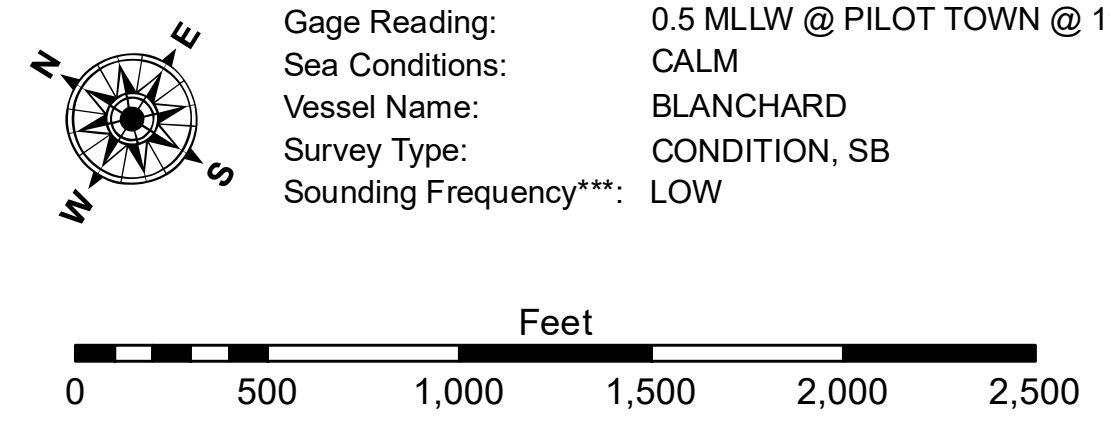 N
E
S
W
Gage Reading: 0.5 MLLW @ PILOT TOWN @ 1
Sea Conditions: CALM
Vessel Name: BLANCHARD
Survey Type: CONDITION, SB
Sounding Frequency***: LOW
Feet
0 500 1,000 1,500 2,000 2,500